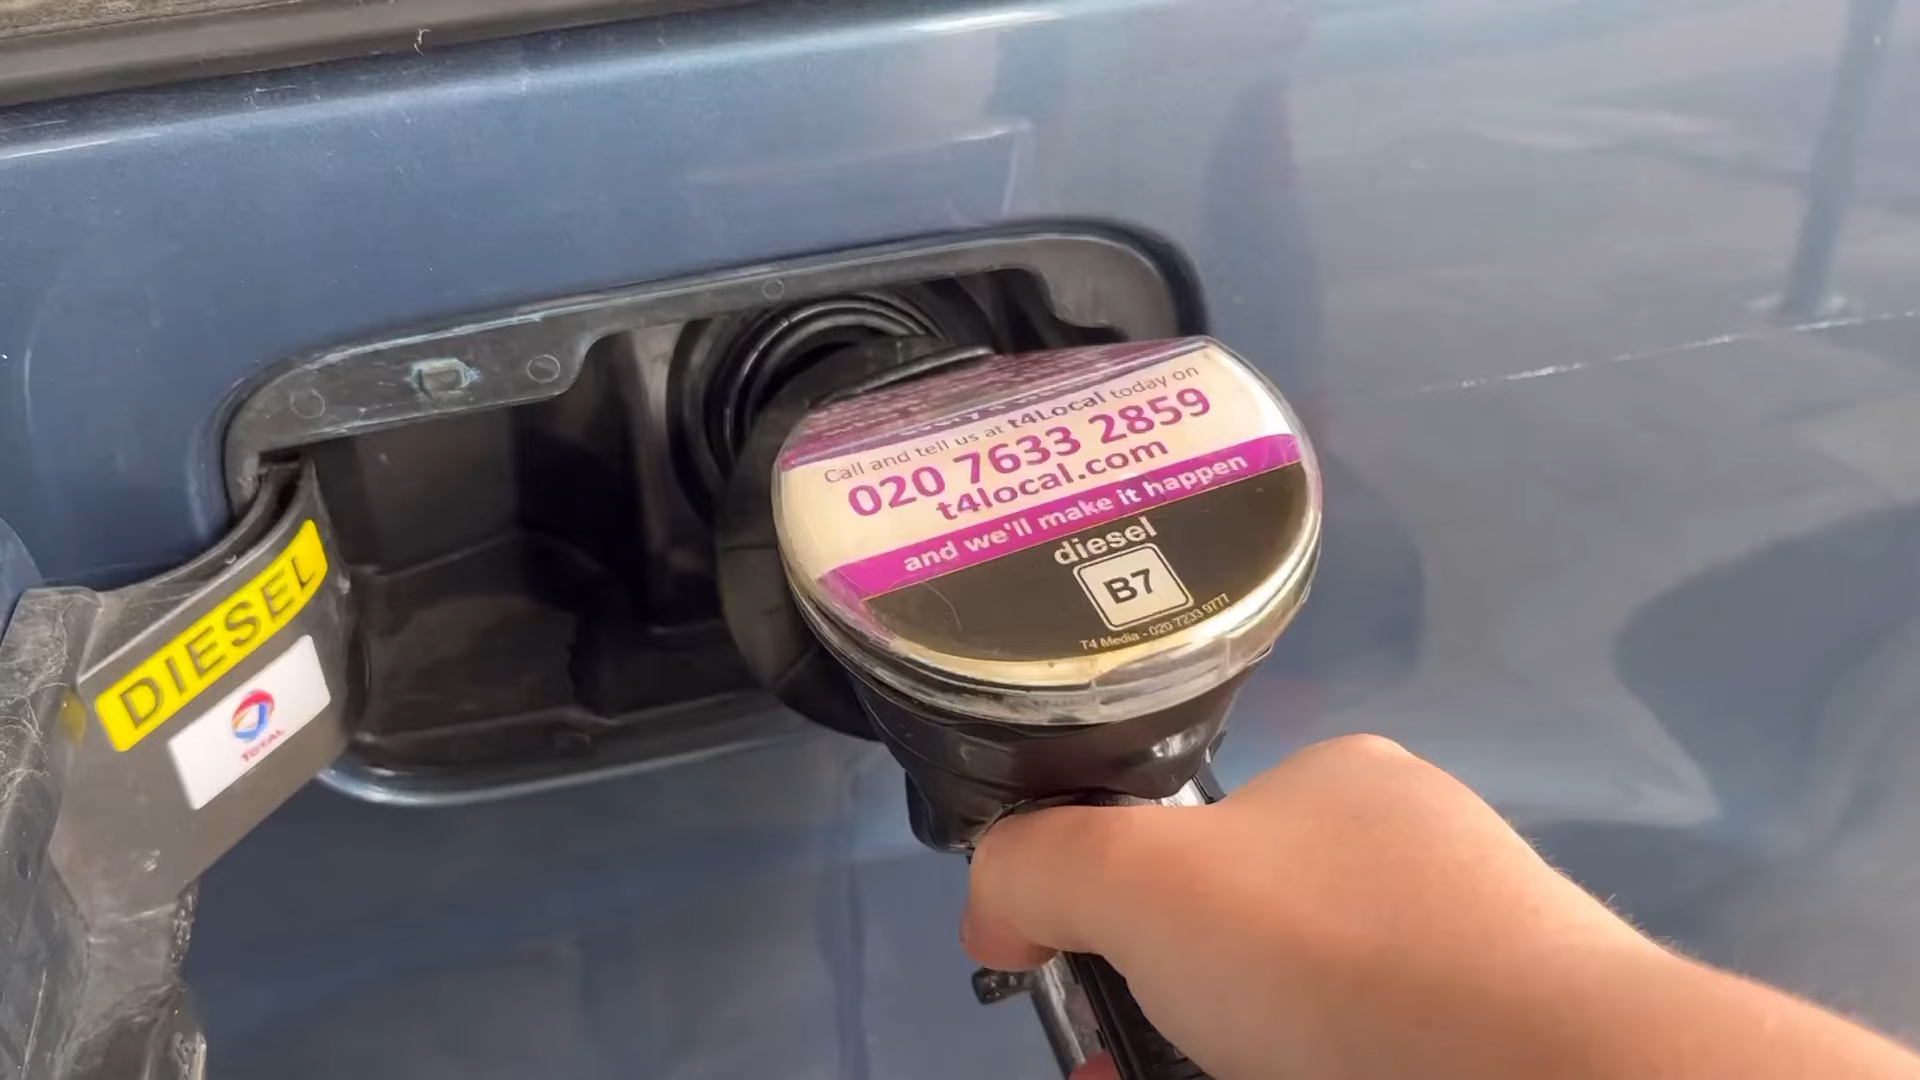 Call and tell us at t4Local today on
020 7633 2859
t4local.com
and we'll make it happen
diesel
B7
T4 Media - 020 7233 9777
DIESEL
TOTAL